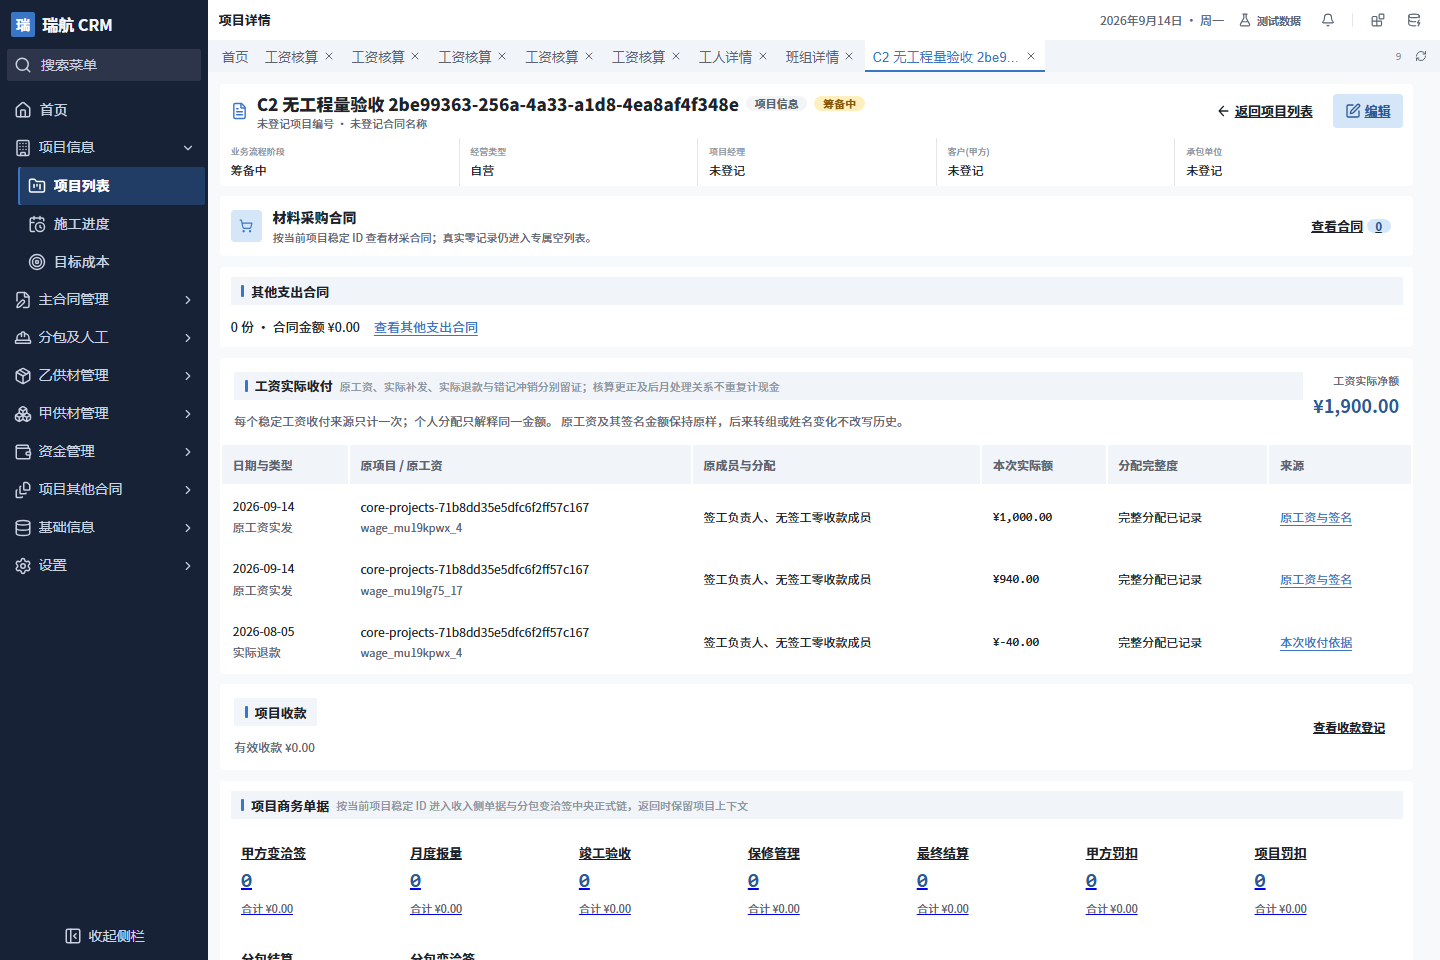 瑞 瑞航 CRM
搜索菜单
首页
项目信息
项目列表
施工进度
目标成本
主合同管理
分包及人工
乙供材管理
甲供材管理
资金管理
项目其他合同
基础信息
设置
收起侧栏
项目详情
2026年9月14日 • 周一 测试数据
首页 工资核算 × 工资核算 × 工资核算 × 工资核算 × 工资核算 × 工人详情 × 班组详情 × C2 无工程量验收 2be9... × 9
C2 无工程量验收 2be99363-256a-4a33-a1d8-4ea8af4f348e 项目信息 筹备中
未登记项目编号 • 未登记合同名称
返回项目列表 编辑
业务流程阶段 经营类型 项目经理 客户(甲方) 承包单位
筹备中 自营 未登记 未登记 未登记
材料采购合同
按当前项目稳定 ID 查看材采合同；真实零记录仍进入专属空列表。
查看合同 0
其他支出合同
0 份 • 合同金额 ¥0.00 查看其他支出合同
工资实际收付 原工资、实际补发、实际退款与错记冲销分别留证；核算更正及后月处理关系不重复计现金
每个稳定工资收付来源只计一次；个人分配只解释同一金额。 原工资及其签名金额保持原样，后来转组或姓名变化不改写历史。
工资实际净额
¥1,900.00
日期与类型 原项目 / 原工资 原成员与分配 本次实际额 分配完整度 来源
2026-09-14 core-projects-71b8dd35e5dfc6f2ff57c167
原工资实发 wage_mu19kpwx_4 签工负责人、无签工零收款成员 ¥1,000.00 完整分配已记录 原工资与签名
2026-09-14 core-projects-71b8dd35e5dfc6f2ff57c167
原工资实发 wage_mu19lg75_17 签工负责人、无签工零收款成员 ¥940.00 完整分配已记录 原工资与签名
2026-08-05 core-projects-71b8dd35e5dfc6f2ff57c167
实际退款 wage_mu19kpwx_4 签工负责人、无签工零收款成员 ¥-40.00 完整分配已记录 本次收付依据
项目收款
有效收款 ¥0.00
查看收款登记
项目商务单据 按当前项目稳定 ID 进入收入侧单据与分包变洽签中央正式链，返回时保留项目上下文
甲方变洽签 月度报量 竣工验收 保修管理 最终结算 甲方罚扣 项目罚扣
0 0 0 0 0 0 0
合计 ¥0.00 合计 ¥0.00 合计 ¥0.00 合计 ¥0.00 合计 ¥0.00 合计 ¥0.00 合计 ¥0.00
分包结算 分包变洽签